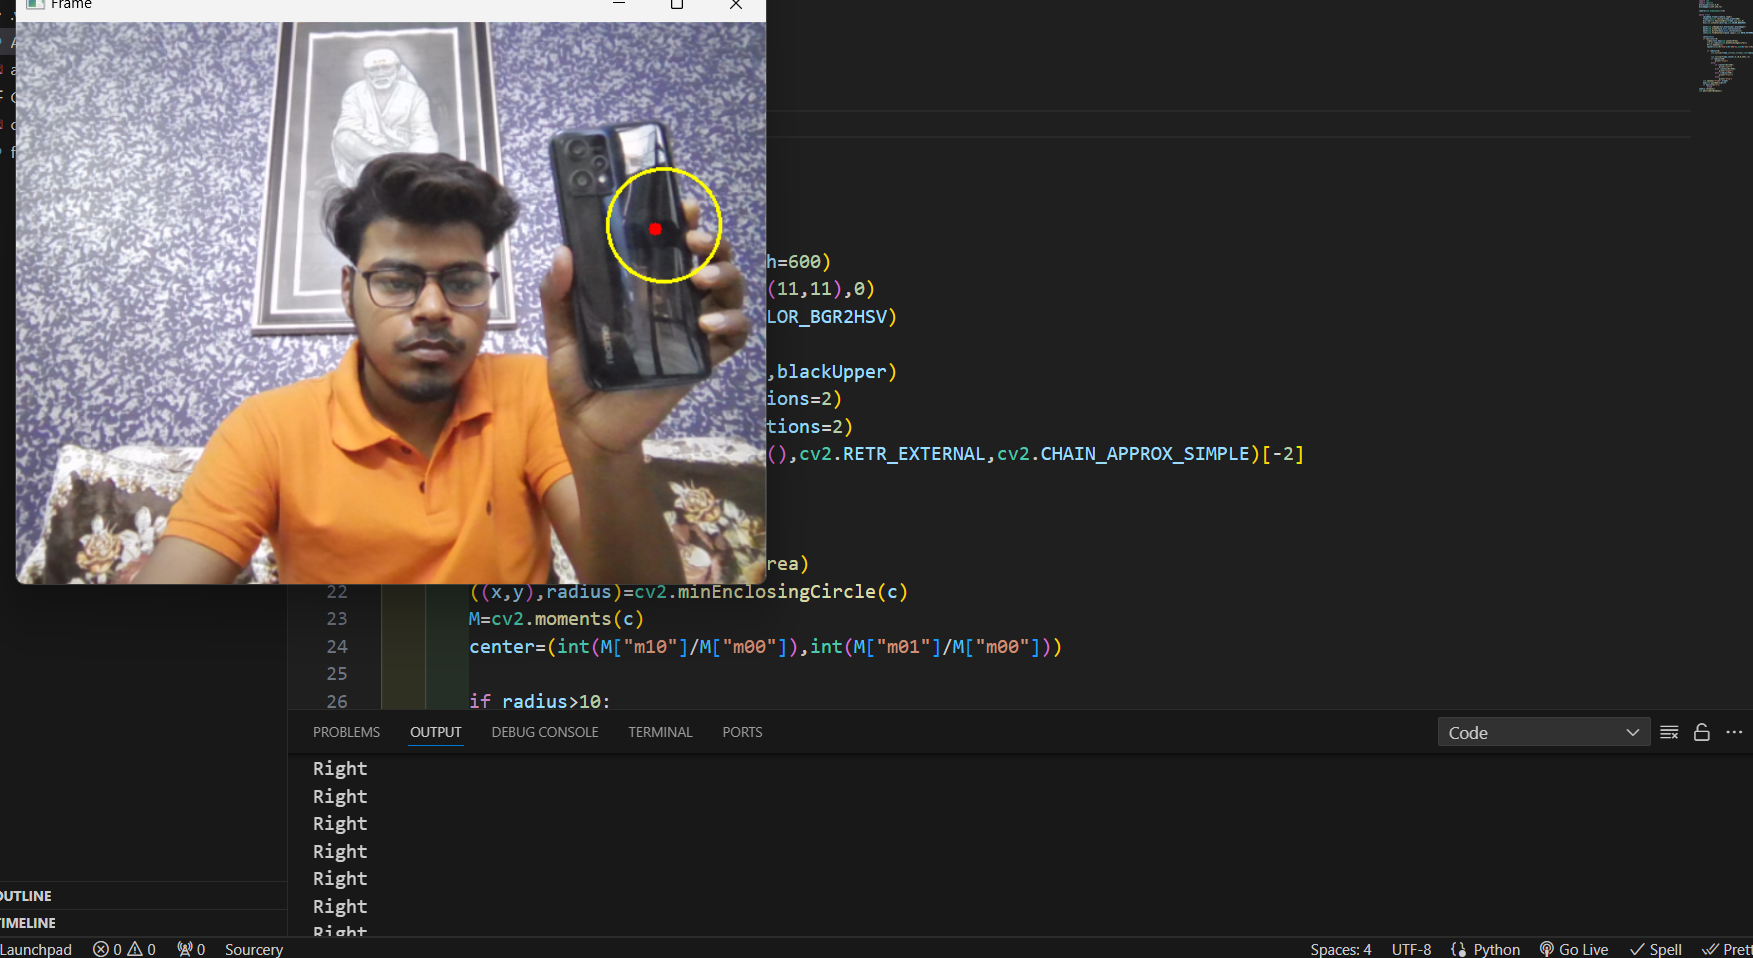 Frame
h=600)
(11,11),0)
LOR_BGR2HSV)
,blackUpper)
ions=2)
tions=2)
(),cv2.RETR_EXTERNAL,cv2.CHAIN_APPROX_SIMPLE)[-2]
rea)
22 ((x,y),radius)=cv2.minEnclosingCircle(c)
23 M=cv2.moments(c)
24 center=(int(M["m10"]/M["m00"]),int(M["m01"]/M["m00"]))
25
26 if radius>10:
PROBLEMS OUTPUT DEBUG CONSOLE TERMINAL PORTS Code
Right
Right
Right
Right
Right
Right
Right
OUTLINE
TIMELINE
Launchpad 0 0 0 Sourcery Spaces: 4 UTF-8 Python Go Live Spell Prett